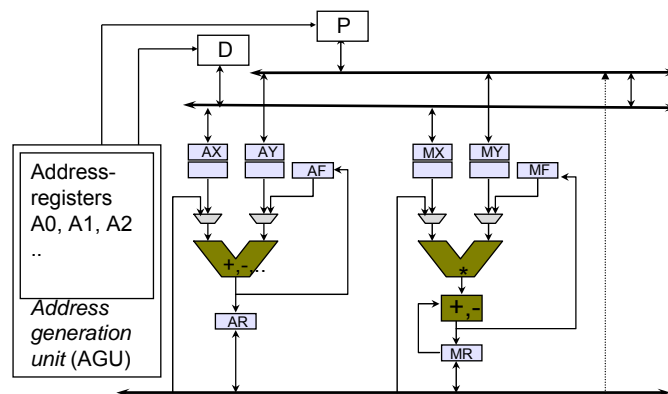 P
D
AX
AY
AF
MX
MY
MF
Address-
registers
A0, A1, A2
..
+,-...
*
+,-
Address
generation
unit (AGU)
AR
MR